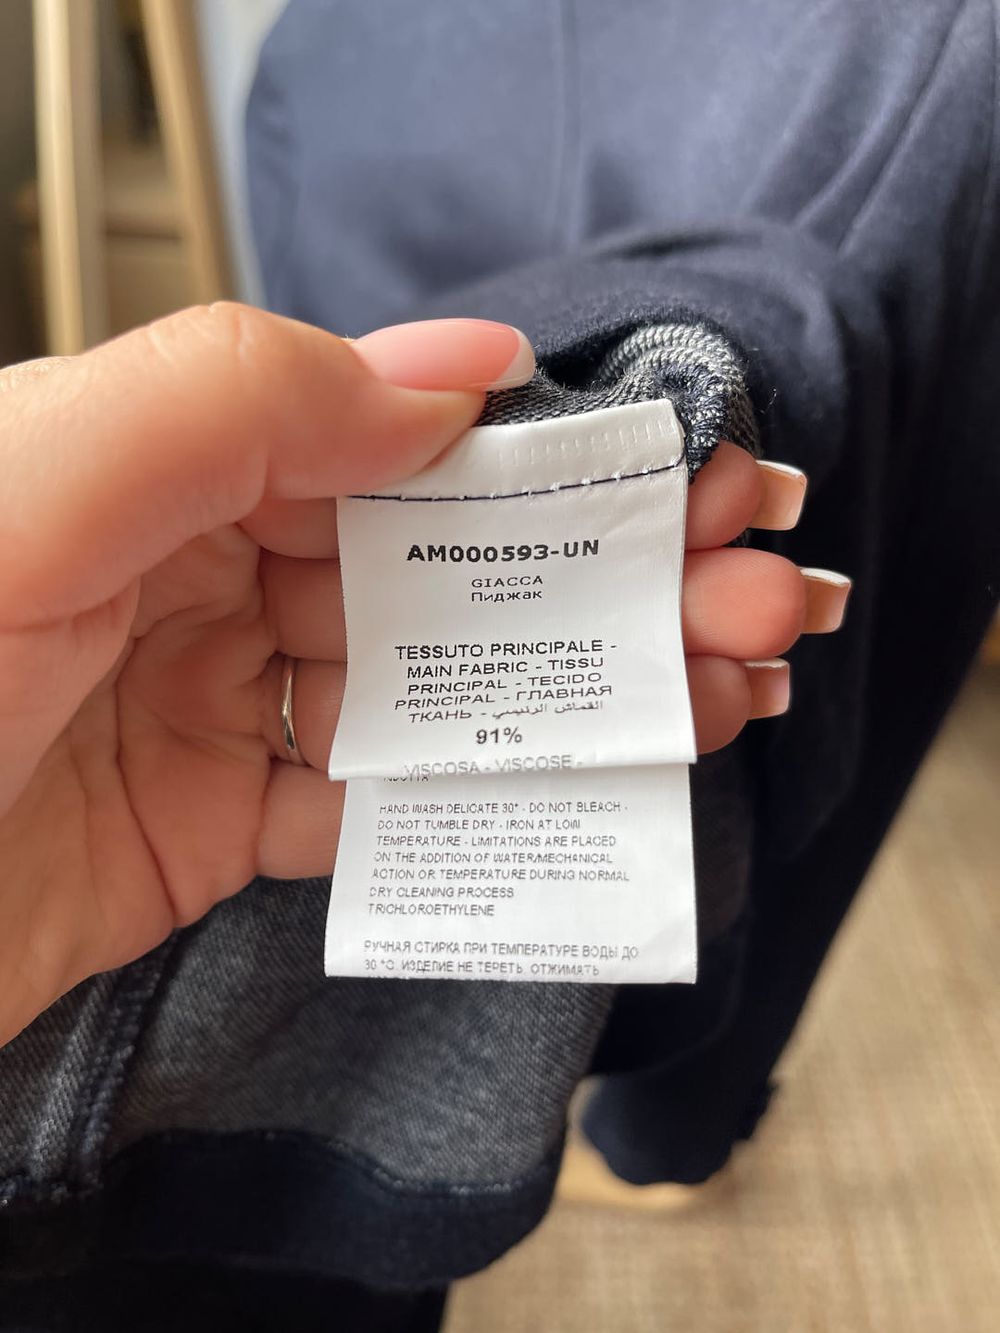 AM000593-UN
GIACCA
Пиджак
TESSUTO PRINCIPALE -
MAIN FABRIC - TISSU
PRINCIPAL - TECIDO
PRINCIPAL - ГЛАВНАЯ
ТКАНЬ - القماش الرئيسي
91%
VISCOSA - VISCOSE -
HAND WASH DELICATE 30° - DO NOT BLEACH -
DO NOT TUMBLE DRY - IRON AT LOW
TEMPERATURE - LIMITATIONS ARE PLACED
ON THE ADDITION OF WATER/MECHANICAL
ACTION OR TEMPERATURE DURING NORMAL
DRY CLEANING PROCESS
TRICHLOROETHYLENE
РУЧНАЯ СТИРКА ПРИ ТЕМПЕРАТУРЕ ВОДЫ ДО
30 °C. ИЗДЕЛИЕ НЕ ТЕРЕТЬ. ОТЖИМАТЬ